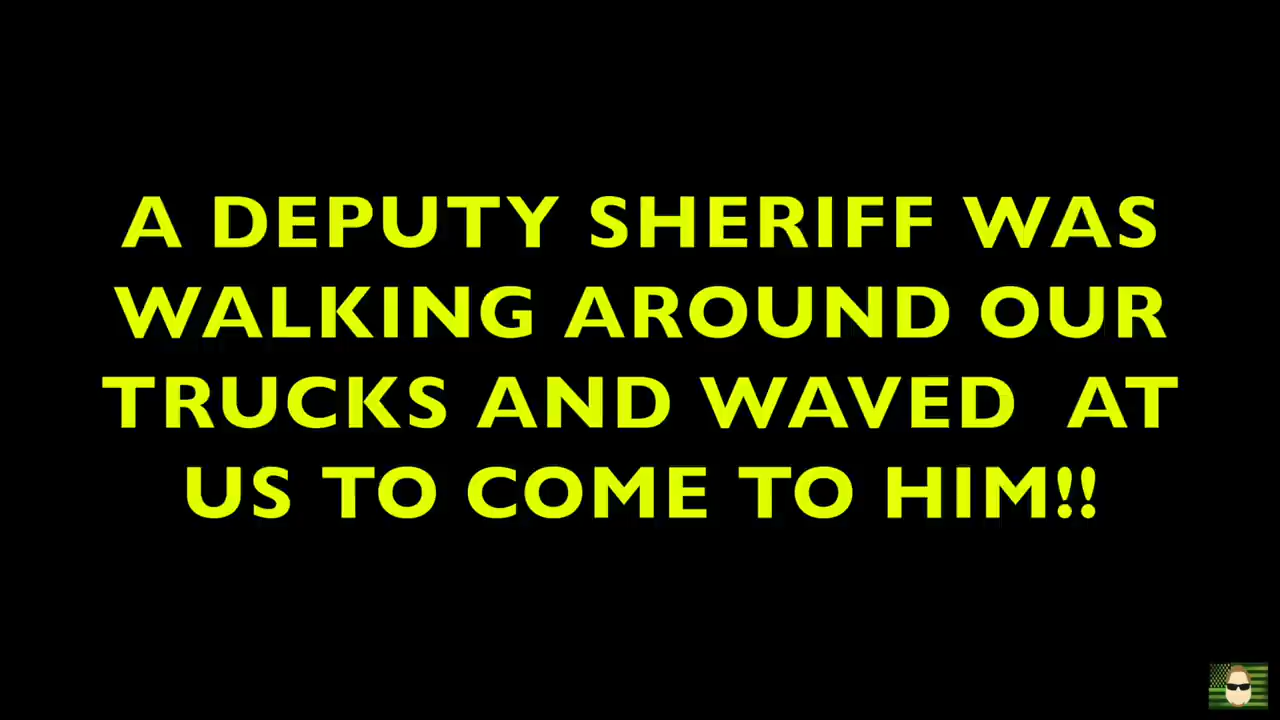 A DEPUTY SHERIFF WAS
WALKING AROUND OUR
TRUCKS AND WAVED  AT
US TO COME TO HIM!!